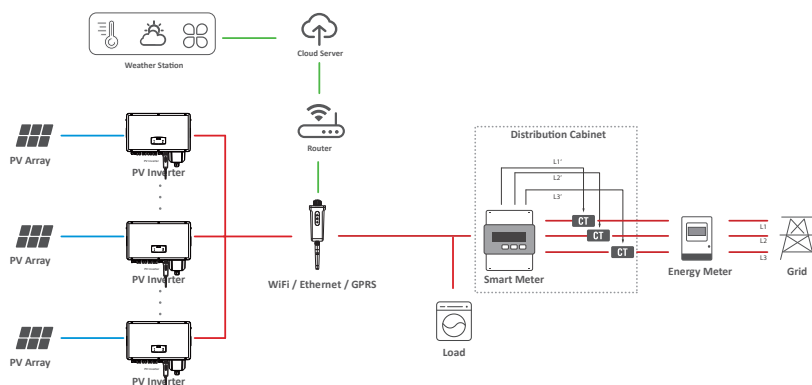 Weather Station
Cloud Server
Router
PV Array
PV Inverter
PV Array
PV Inverter
PV Array
PV Inverter
WiFi / Ethernet / GPRS
Load
Distribution Cabinet
L1'
L2'
L3'
CT
CT
CT
Smart Meter
Energy Meter
L1
L2
L3
Grid